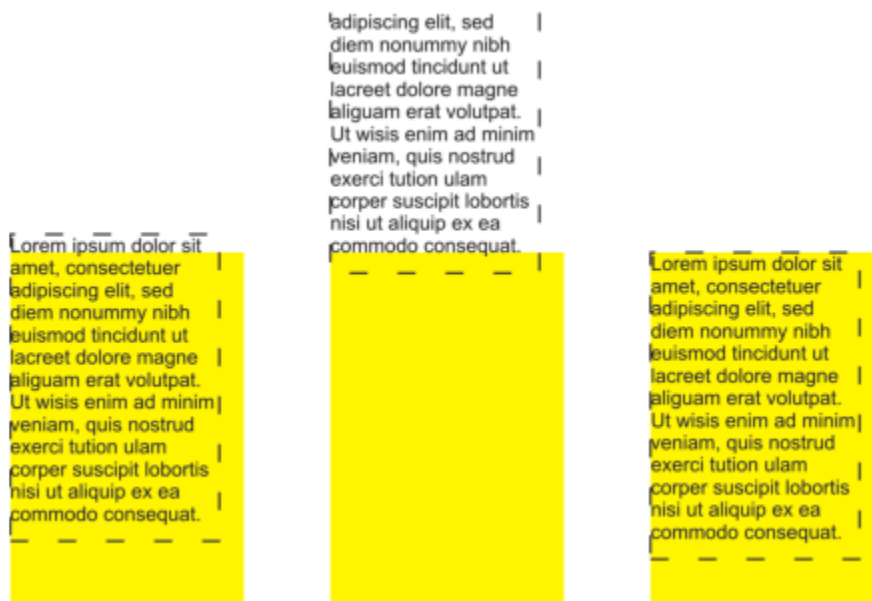 Lorem ipsum dolor sit
amet, consectetuer
adipiscing elit, sed
diem nonummy nibh
euismod tincidunt ut
lacreet dolore magne
aliguam erat volutpat.
Ut wisis enim ad minim
veniam, quis nostrud
exerci tution ulam
corper suscipit lobortis
nisi ut aliquip ex ea
commodo consequat.
adipiscing elit, sed
diem nonummy nibh
euismod tincidunt ut
lacreet dolore magne
aliguam erat volutpat.
Ut wisis enim ad minim
veniam, quis nostrud
exerci tution ulam
corper suscipit lobortis
nisi ut aliquip ex ea
commodo consequat.
Lorem ipsum dolor sit
amet, consectetuer
adipiscing elit, sed
diem nonummy nibh
euismod tincidunt ut
lacreet dolore magne
aliguam erat volutpat.
Ut wisis enim ad minim
veniam, quis nostrud
exerci tution ulam
corper suscipit lobortis
nisi ut aliquip ex ea
commodo consequat.